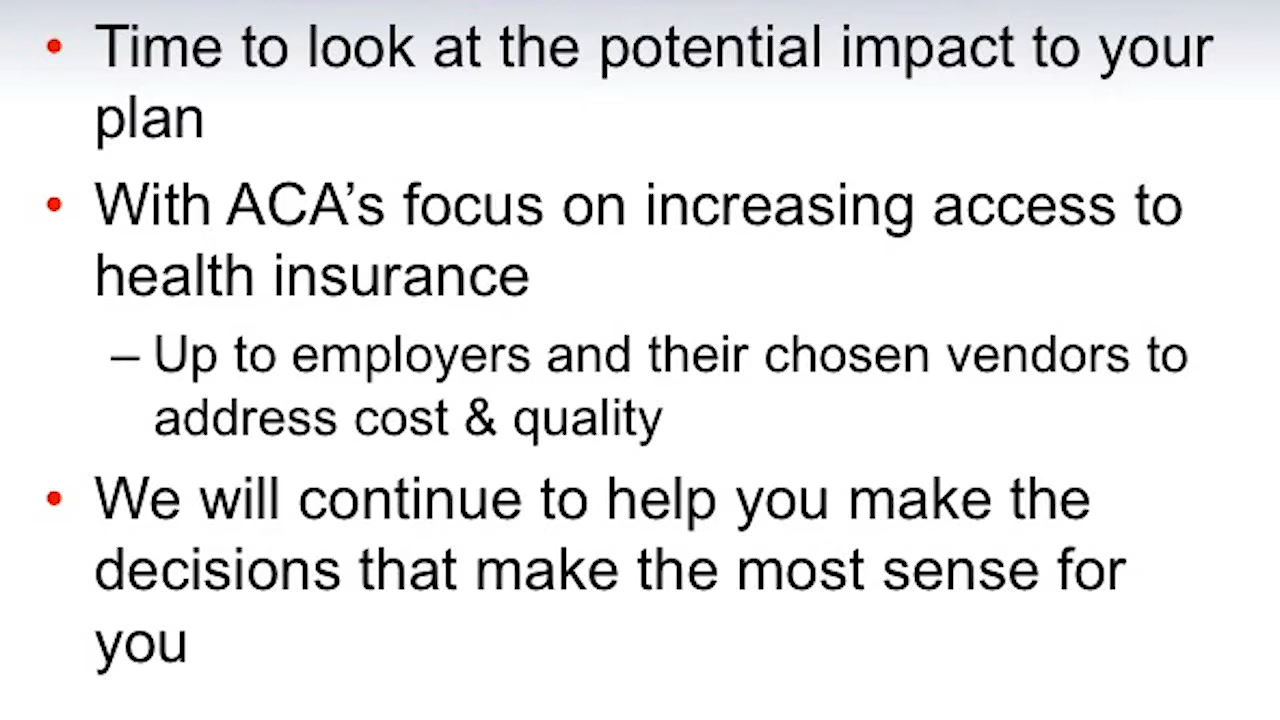 • Time to look at the potential impact to your
plan
• With ACA’s focus on increasing access to
health insurance
– Up to employers and their chosen vendors to
address cost & quality
• We will continue to help you make the
decisions that make the most sense for
you